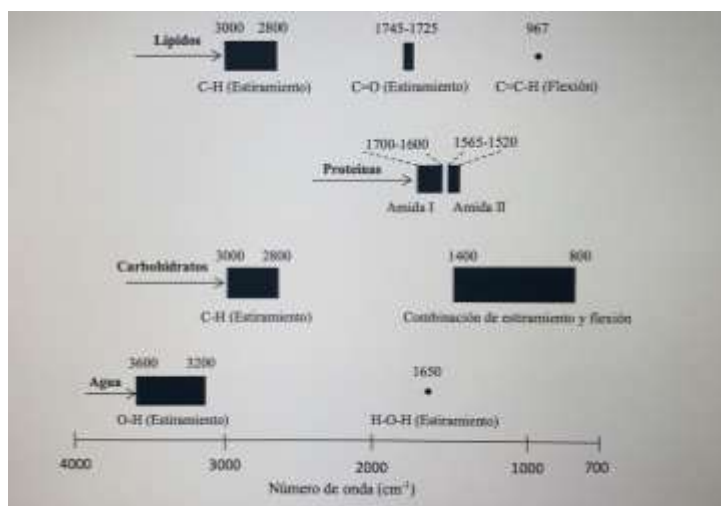 3000 2800 1745-1725 967
Lípidos
C-H (Estiramiento) C=O (Estiramiento) C=C-H (Flexión)
1700-1600 1565-1520
Proteínas
Amida I Amida II
3000 2800 1400 800
Carbohidratos
C-H (Estiramiento) Combinación de estiramiento y flexión
3600 3200 1650
Agua
O-H (Estiramiento) H-O-H (Estiramiento)
4000 3000 2000 1000 700
Número de onda (cm⁻¹)